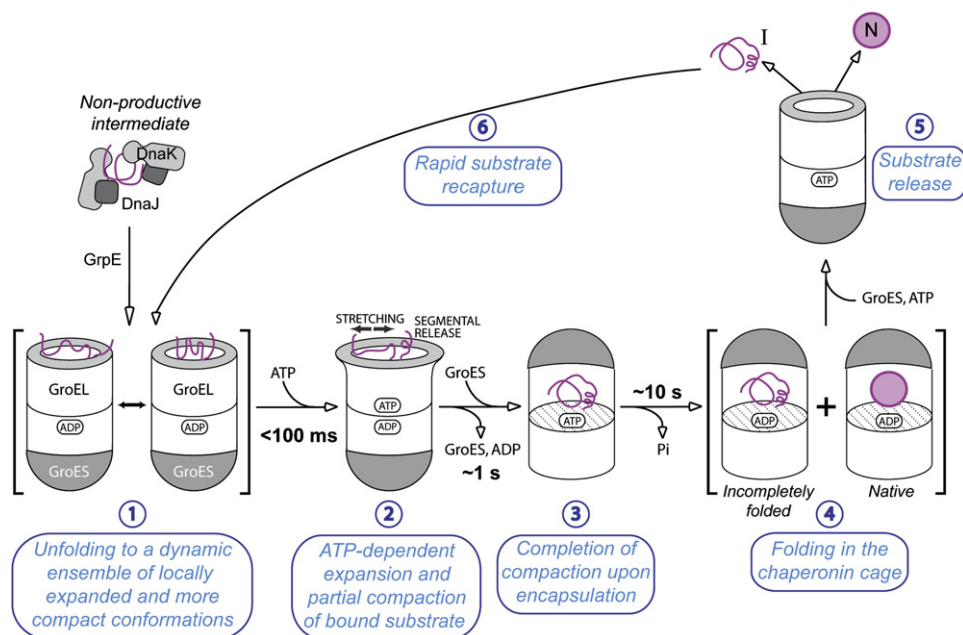 Non-productive
intermediate
DnaK
DnaJ
GrpE
6
Rapid substrate
recapture
I
N
ATP
5
Substrate
release
GroES, ATP
GroEL
ADP
GroES
GroEL
ADP
GroES
1
Unfolding to a dynamic
ensemble of locally
expanded and more
compact conformations
ATP
<100 ms
STRETCHING
SEGMENTAL
RELEASE
ATP
ADP
2
ATP-dependent
expansion and
partial compaction
of bound substrate
GroES
GroES, ADP
~1 s
ATP
3
Completion of
compaction upon
encapsulation
~10 s
Pi
ADP
Incompletely
folded
+
ADP
Native
4
Folding in the
chaperonin cage